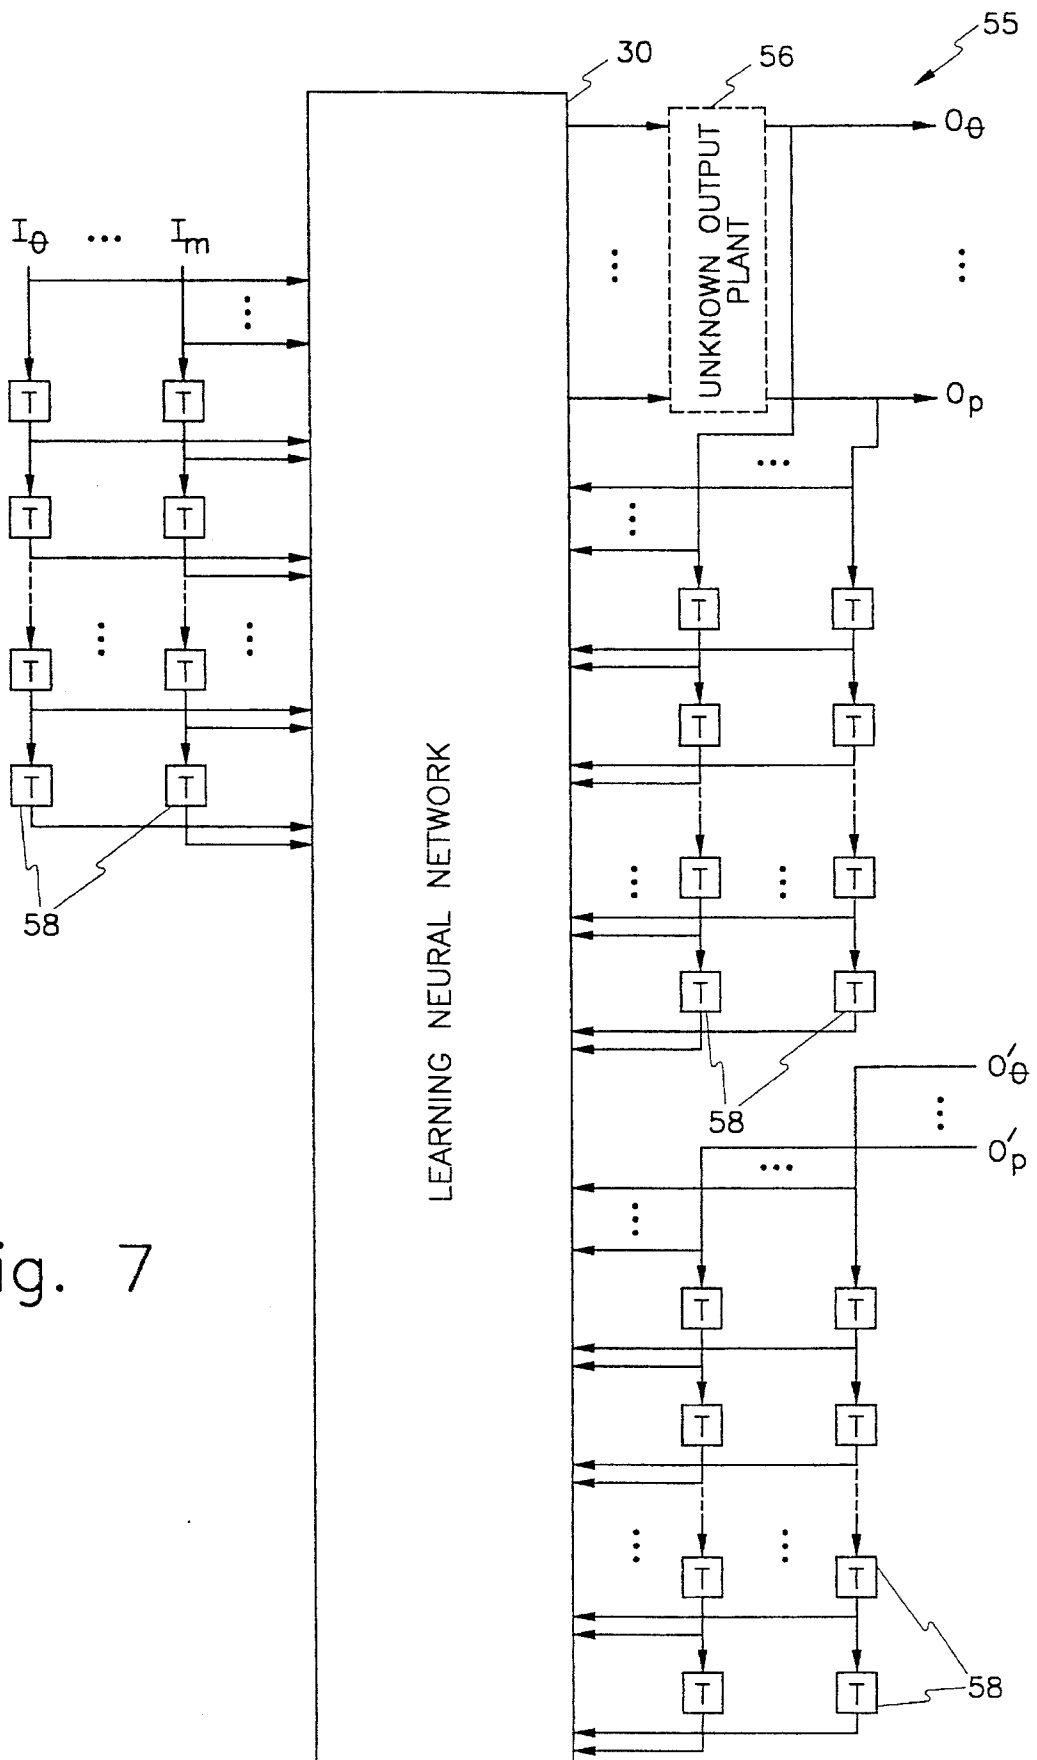 55
30
56
O₀
UNKNOWN OUTPUT
PLANT
I₀ ••• Iₘ
Oₚ
T T
T T
T T
T T
58
T T
T T
T T
T T
58
LEARNING NEURAL NETWORK
O′₀
O′ₚ
ig. 7
T T
T T
T T
T T
58